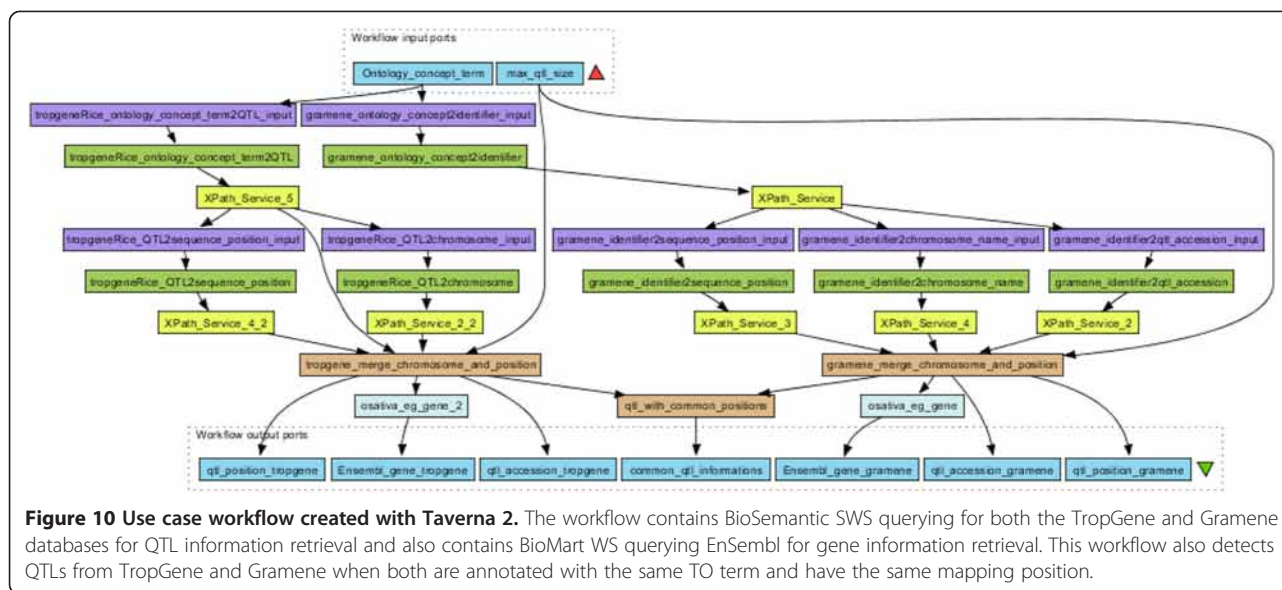 Workflow input ports
Ontology_concept_term max_qtl_size
tropgeneRice_ontology_concept_term2QTL_input gramene_ontology_concept2identifier_input
tropgeneRice_ontology_concept_term2QTL gramene_ontology_concept2identifier
XPath_Service_5 XPath_Service
tropgeneRice_QTL2sequence_position_input tropgeneRice_QTL2chromosome_input gramene_identifier2sequence_position_input gramene_identifier2chromosome_name_input gramene_identifier2qtl_accession_input
tropgeneRice_QTL2sequence_position tropgeneRice_QTL2chromosome gramene_identifier2sequence_position gramene_identifier2chromosome_name gramene_identifier2qtl_accession
XPath_Service_4_2 XPath_Service_2_2 XPath_Service_3 XPath_Service_4 XPath_Service_2
tropgene_merge_chromosome_and_position gramene_merge_chromosome_and_position
osativa_eg_gene_2 qtl_with_common_positions osativa_eg_gene
Workflow output ports
qtl_position_tropgene Ensembl_gene_tropgene qtl_accession_tropgene common_qtl_informations Ensembl_gene_gramene qtl_accession_gramene qtl_position_gramene
Figure 10 Use case workflow created with Taverna 2. The workflow contains BioSemantic SWS querying for both the TropGene and Gramene
databases for QTL information retrieval and also contains BioMart WS querying EnSembl for gene information retrieval. This workflow also detects
QTLs from TropGene and Gramene when both are annotated with the same TO term and have the same mapping position.